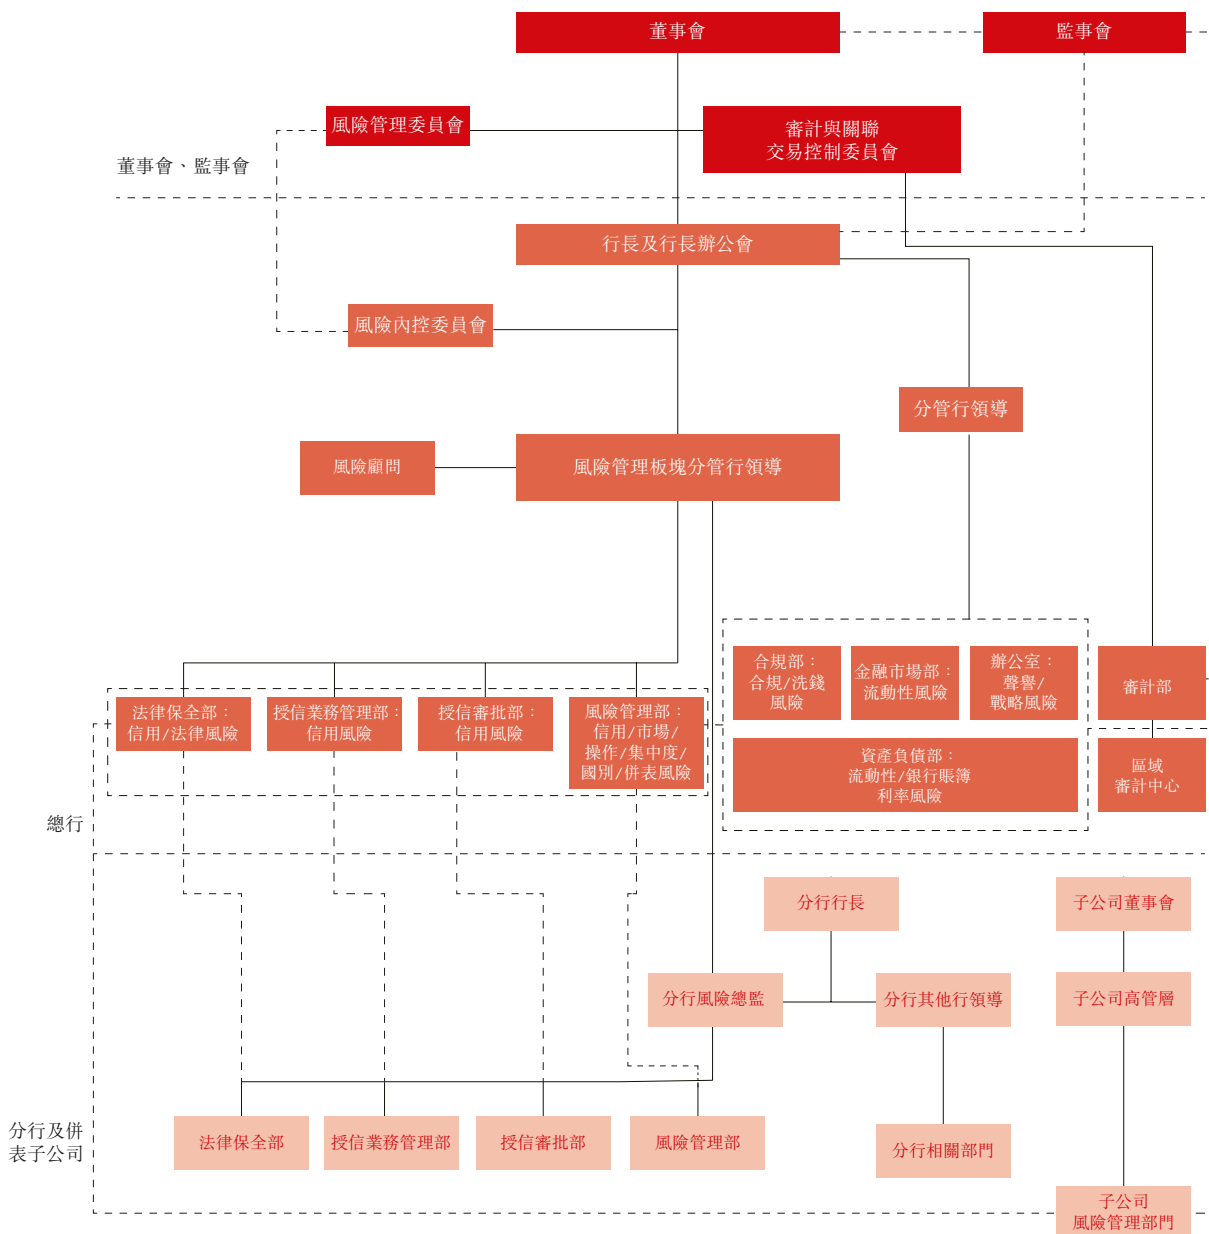 董事會
監事會
風險管理委員會
審計與關聯
交易控制委員會
董事會、監事會
行長及行長辦公會
風險內控委員會
分管行領導
風險顧問
風險管理板塊分管行領導
合規部：
合規/洗錢
風險
金融市場部：
流動性風險
辦公室：
聲譽/
戰略風險
審計部
法律保全部：
信用/法律風險
授信業務管理部：
信用風險
授信審批部：
信用風險
風險管理部：
信用/市場/
操作/集中度/
國別/併表風險
資產負債部：
流動性/銀行賬簿
利率風險
區域
審計中心
總行
分行行長
子公司董事會
分行風險總監
分行其他行領導
子公司高管層
分行及併
表子公司
法律保全部
授信業務管理部
授信審批部
風險管理部
分行相關部門
子公司
風險管理部門